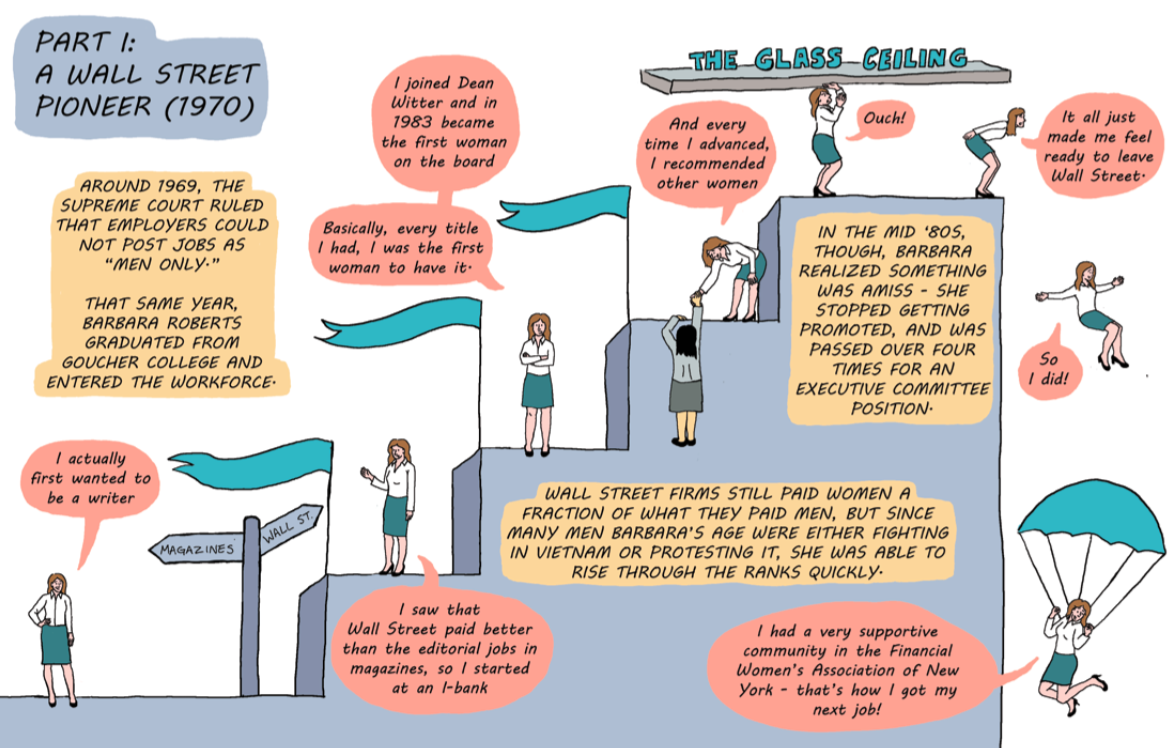 PART I:
A WALL STREET
PIONEER (1970)
AROUND 1969, THE
SUPREME COURT RULED
THAT EMPLOYERS COULD
NOT POST JOBS AS
"MEN ONLY."
THAT SAME YEAR,
BARBARA ROBERTS
GRADUATED FROM
GOUCHER COLLEGE AND
ENTERED THE WORKFORCE.
I actually
first wanted to
be a writer
MAGAZINES
WALL ST.
I saw that
Wall Street paid better
than the editorial jobs in
magazines, so I started
at an I-bank
I joined Dean
Witter and in
1983 became
the first woman
on the board
Basically, every title
I had, I was the first
woman to have it.
WALL STREET FIRMS STILL PAID WOMEN A
FRACTION OF WHAT THEY PAID MEN, BUT SINCE
MANY MEN BARBARA'S AGE WERE EITHER FIGHTING
IN VIETNAM OR PROTESTING IT, SHE WAS ABLE TO
RISE THROUGH THE RANKS QUICKLY.
And every
time I advanced,
I recommended
other women
THE GLASS CEILING
Ouch!
IN THE MID '80S,
THOUGH, BARBARA
REALIZED SOMETHING
WAS AMISS - SHE
STOPPED GETTING
PROMOTED, AND WAS
PASSED OVER FOUR
TIMES FOR AN
EXECUTIVE COMMITTEE
POSITION.
It all just
made me feel
ready to leave
Wall Street.
So
I did!
I had a very supportive
community in the Financial
Women's Association of New
York - that's how I got my
next job!